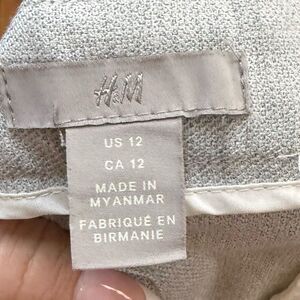 H&M
US 12
CA 12
MADE IN
MYANMAR
FABRIQUÉ EN
BIRMANIE